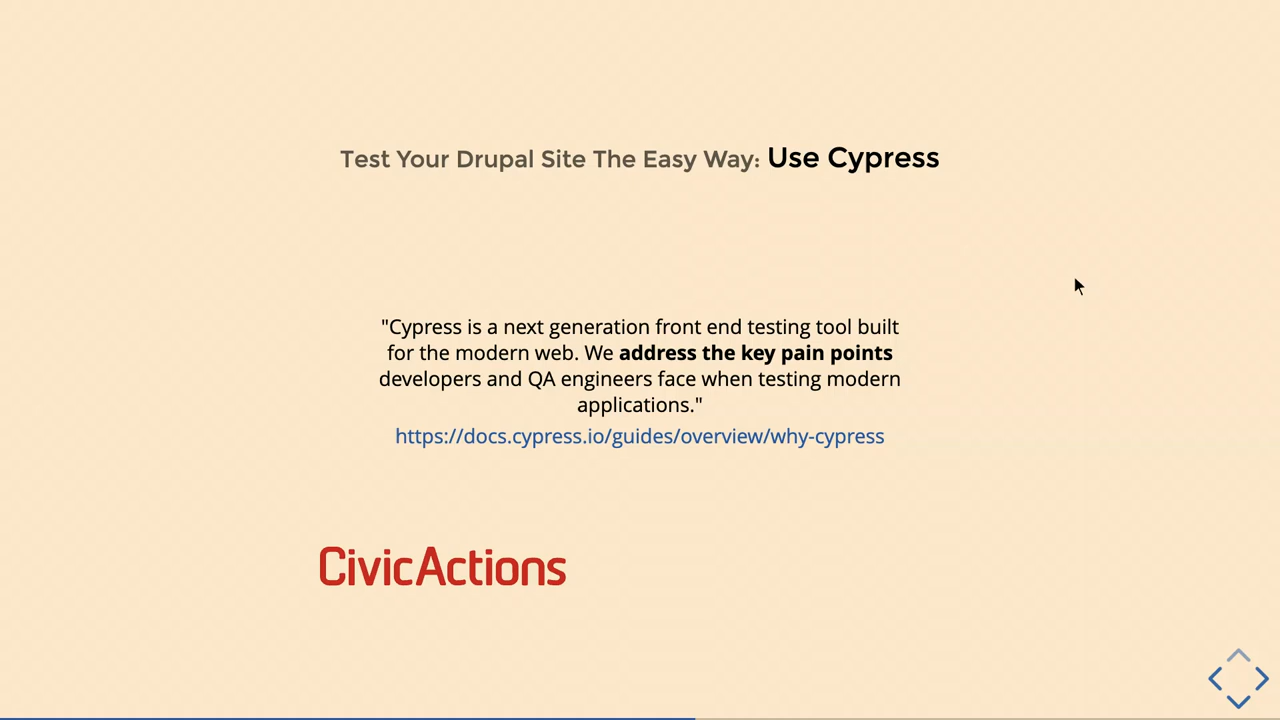 Test Your Drupal Site The Easy Way: Use Cypress
"Cypress is a next generation front end testing tool built
for the modern web. We address the key pain points
developers and QA engineers face when testing modern
applications."
https://docs.cypress.io/guides/overview/why-cypress
CivicActions